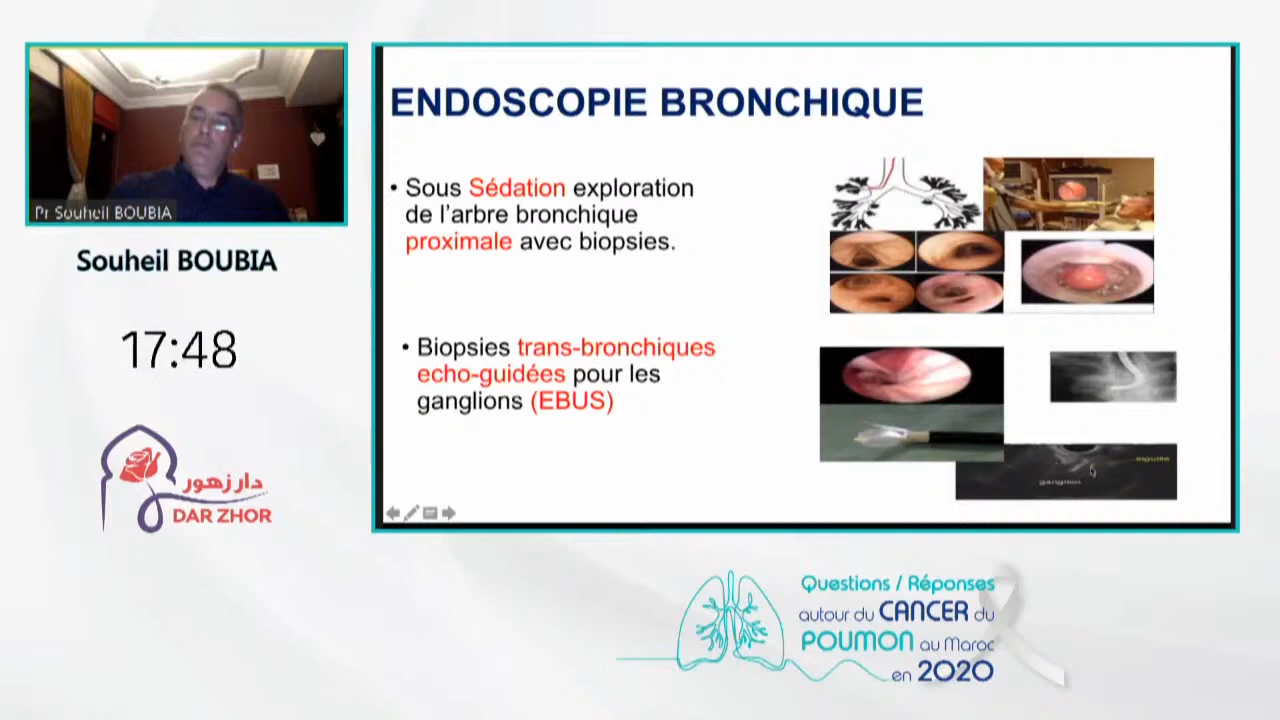 Pr Souheil BOUBIA
Souheil BOUBIA
17:48
دار زهور
DAR ZHOR
ENDOSCOPIE BRONCHIQUE
• Sous Sédation exploration
de l'arbre bronchique
proximale avec biopsies.
• Biopsies trans-bronchiques
echo-guidées pour les
ganglions (EBUS)
aiguille
ganglion
Questions / Réponses
autour du CANCER du
POUMON au Maroc
en 2020